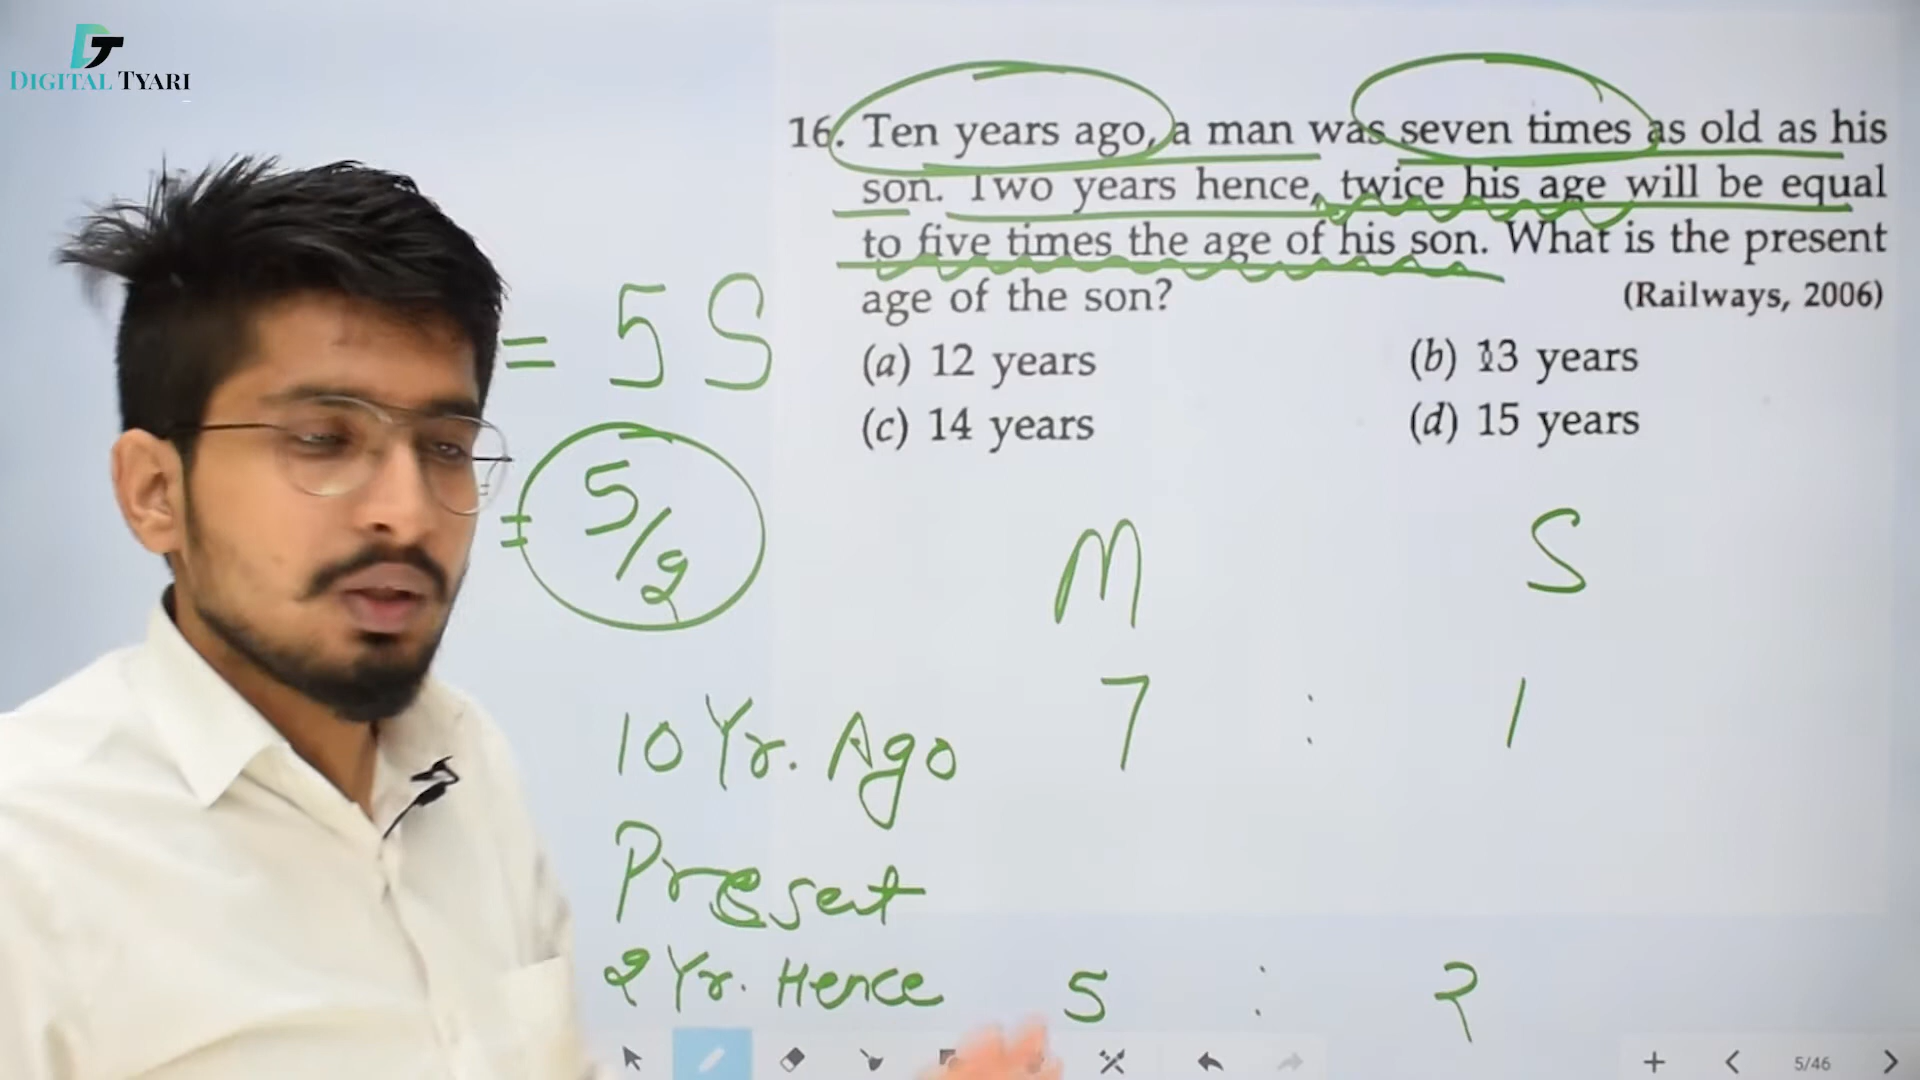 DIGITAL TYARI
16. Ten years ago, a man was seven times as old as his
son. Two years hence, twice his age will be equal
to five times the age of his son. What is the present
age of the son? (Railways, 2006)
(a) 12 years (b) 13 years
(c) 14 years (d) 15 years
= 5 S
= 5/2
M S
10 Yr. Ago 7 : 1
Present
2 Yr. Hence 5 : 2
5/46